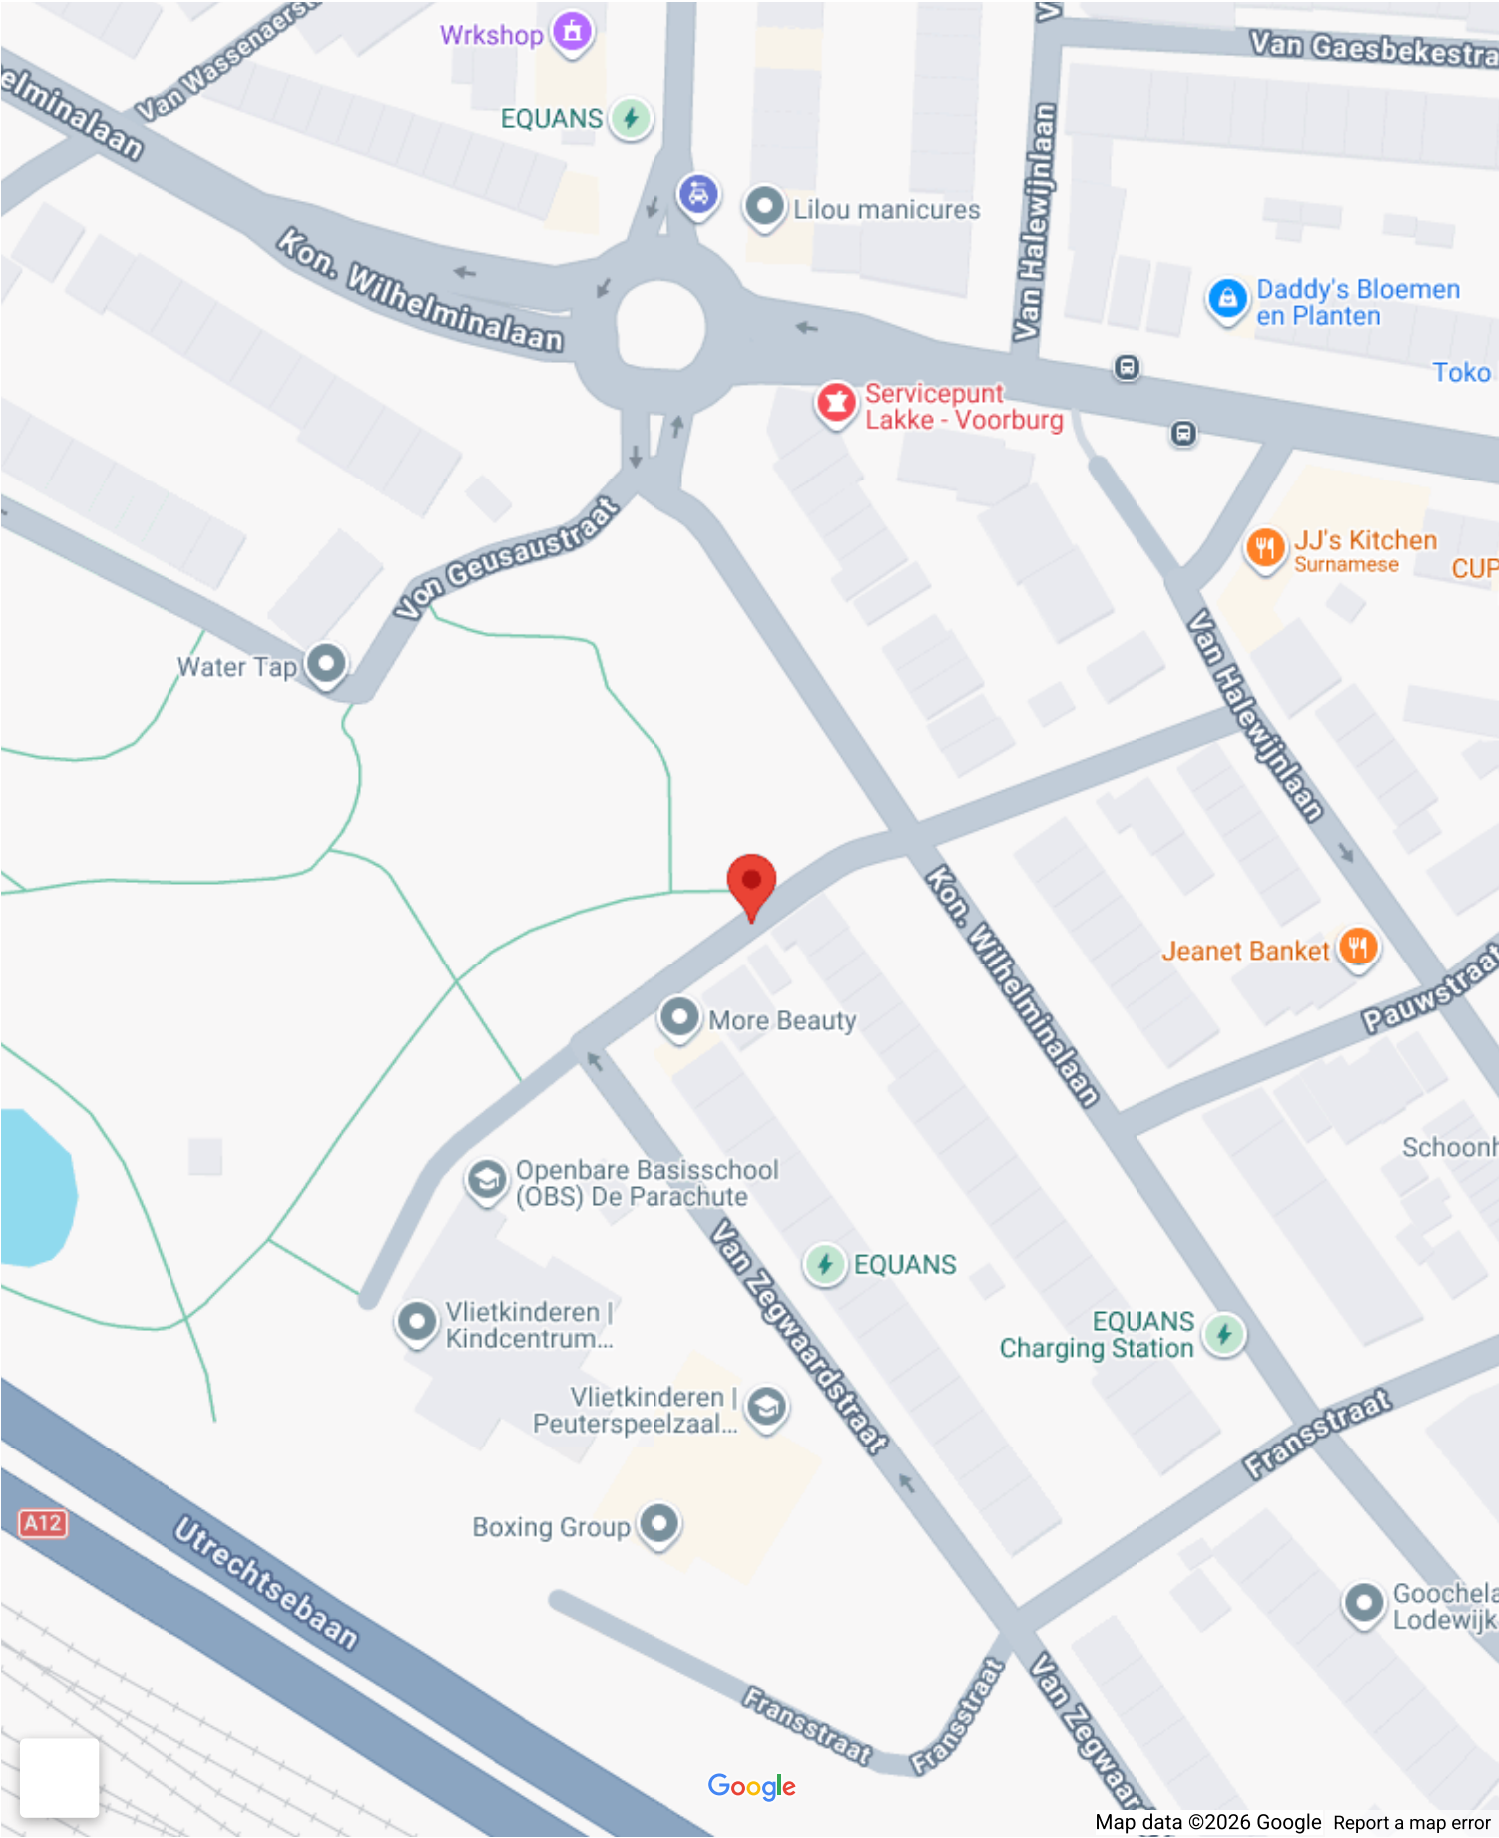 Wrkshop
Van Wassenaerst
Van Gaesbekestra
elminalaan
EQUANS
Van Halewijnlaan
V
Lilou manicures
Kon. Wilhelminalaan
Daddy's Bloemen
en Planten
Toko
Servicepunt
Lakke - Voorburg
Von Geusaustraat
JJ's Kitchen
Surnamese
CUP
Water Tap
Van Halewijnlaan
Kon. Wilhelminalaan
Jeanet Banket
Pauwstraat
More Beauty
Schoonh
Openbare Basisschool
(OBS) De Parachute
Van Zegwaardstraat
EQUANS
Vlietkinderen |
Kindcentrum...
EQUANS
Charging Station
Vlietkinderen |
Peuterspeelzaal...
Fransstraat
A12
Utrechtsebaan
Boxing Group
Goochela
Lodewijk
Fransstraat
Fransstraat
Van Zegwaar
Google
Map data ©2026 Google
Report a map error